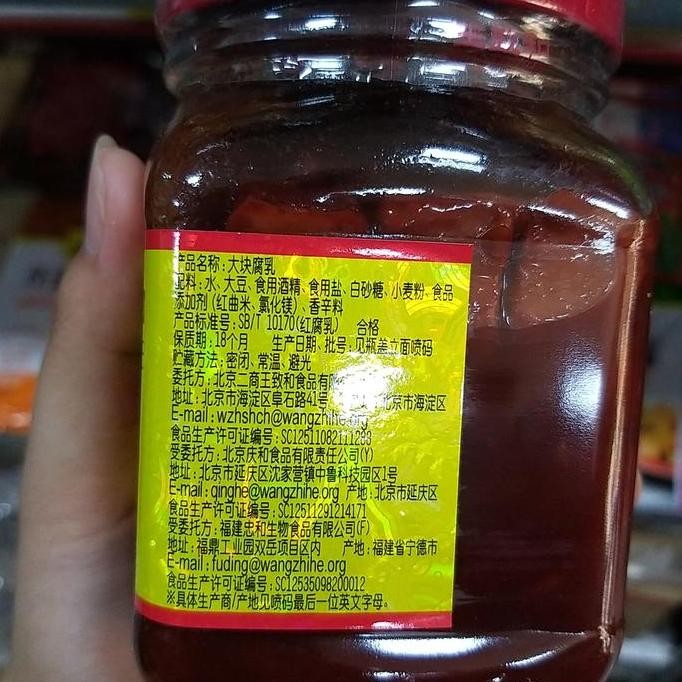 产品名称:大块腐乳
配料:水、大豆、食用酒精、食用盐、白砂糖、小麦粉、食品
添加剂(红曲米、氯化镁)、香辛料
产品标准号:SB/T 10170(红腐乳) 合格
保质期:18个月 生产日期、批号:见瓶盖立面喷码
贮藏方法:密闭、常温、避光
委托方:北京二商王致和食品有限
地址:北京市海淀区阜石路41号 北京市海淀区
E-mail:wzhshch@wangzhihe.org
食品生产许可证编号:SC12511082111283
受委托方:北京庆和食品有限责任公司(Y)
地址:北京市延庆区沈家营镇中鲁科技园区1号
E-mail:qinghe@wangzhihe.org 产地:北京市延庆区
食品生产许可证编号:SC12511291214171
受委托方:福建忠和生物食品有限公司(F)
地址:福鼎工业园双岳项目区内 产地:福建省宁德市
E-mail:fuding@wangzhihe.org
食品生产许可证编号:SC12535098200012
※具体生产商/产地见喷码最后一位英文字母。